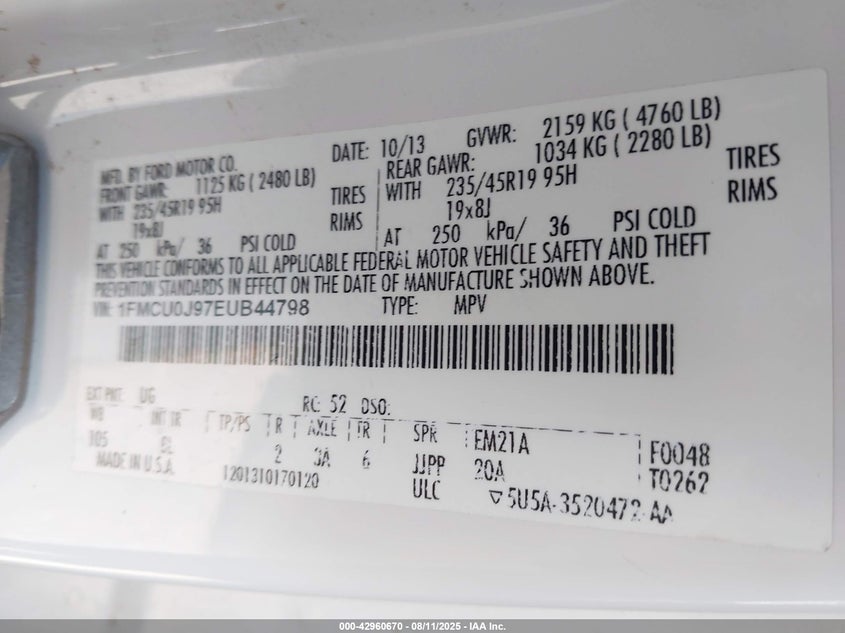 MFD. BY FORD MOTOR CO.
DATE: 10/13 GVWR: 2159 KG ( 4760 LB)
FRONT GAWR: 1125 KG ( 2480 LB)
REAR GAWR: 1034 KG ( 2280 LB)
WITH 235/45R19 95H TIRES
WITH 235/45R19 95H TIRES
19x8J RIMS
19x8J RIMS
AT 250 kPa/ 36 PSI COLD
AT 250 kPa/ 36 PSI COLD
THIS VEHICLE CONFORMS TO ALL APPLICABLE FEDERAL MOTOR VEHICLE SAFETY AND THEFT
PREVENTION STANDARDS IN EFFECT ON THE DATE OF MANUFACTURE SHOWN ABOVE.
VIN: 1FMCU0J97EUB44798 TYPE: MPV
EXT PNT: UG RC: 52 DSO:
WB INT TR TP/PS R AXLE TR SPR EM21A F0048
105 CL 2 3A 6 JJPP 20A T0262
MADE IN U.S.A. 1201310170120 ULC ▽5U5A-3520472-AA
000-42960670 - 08/11/2025 - IAA Inc.